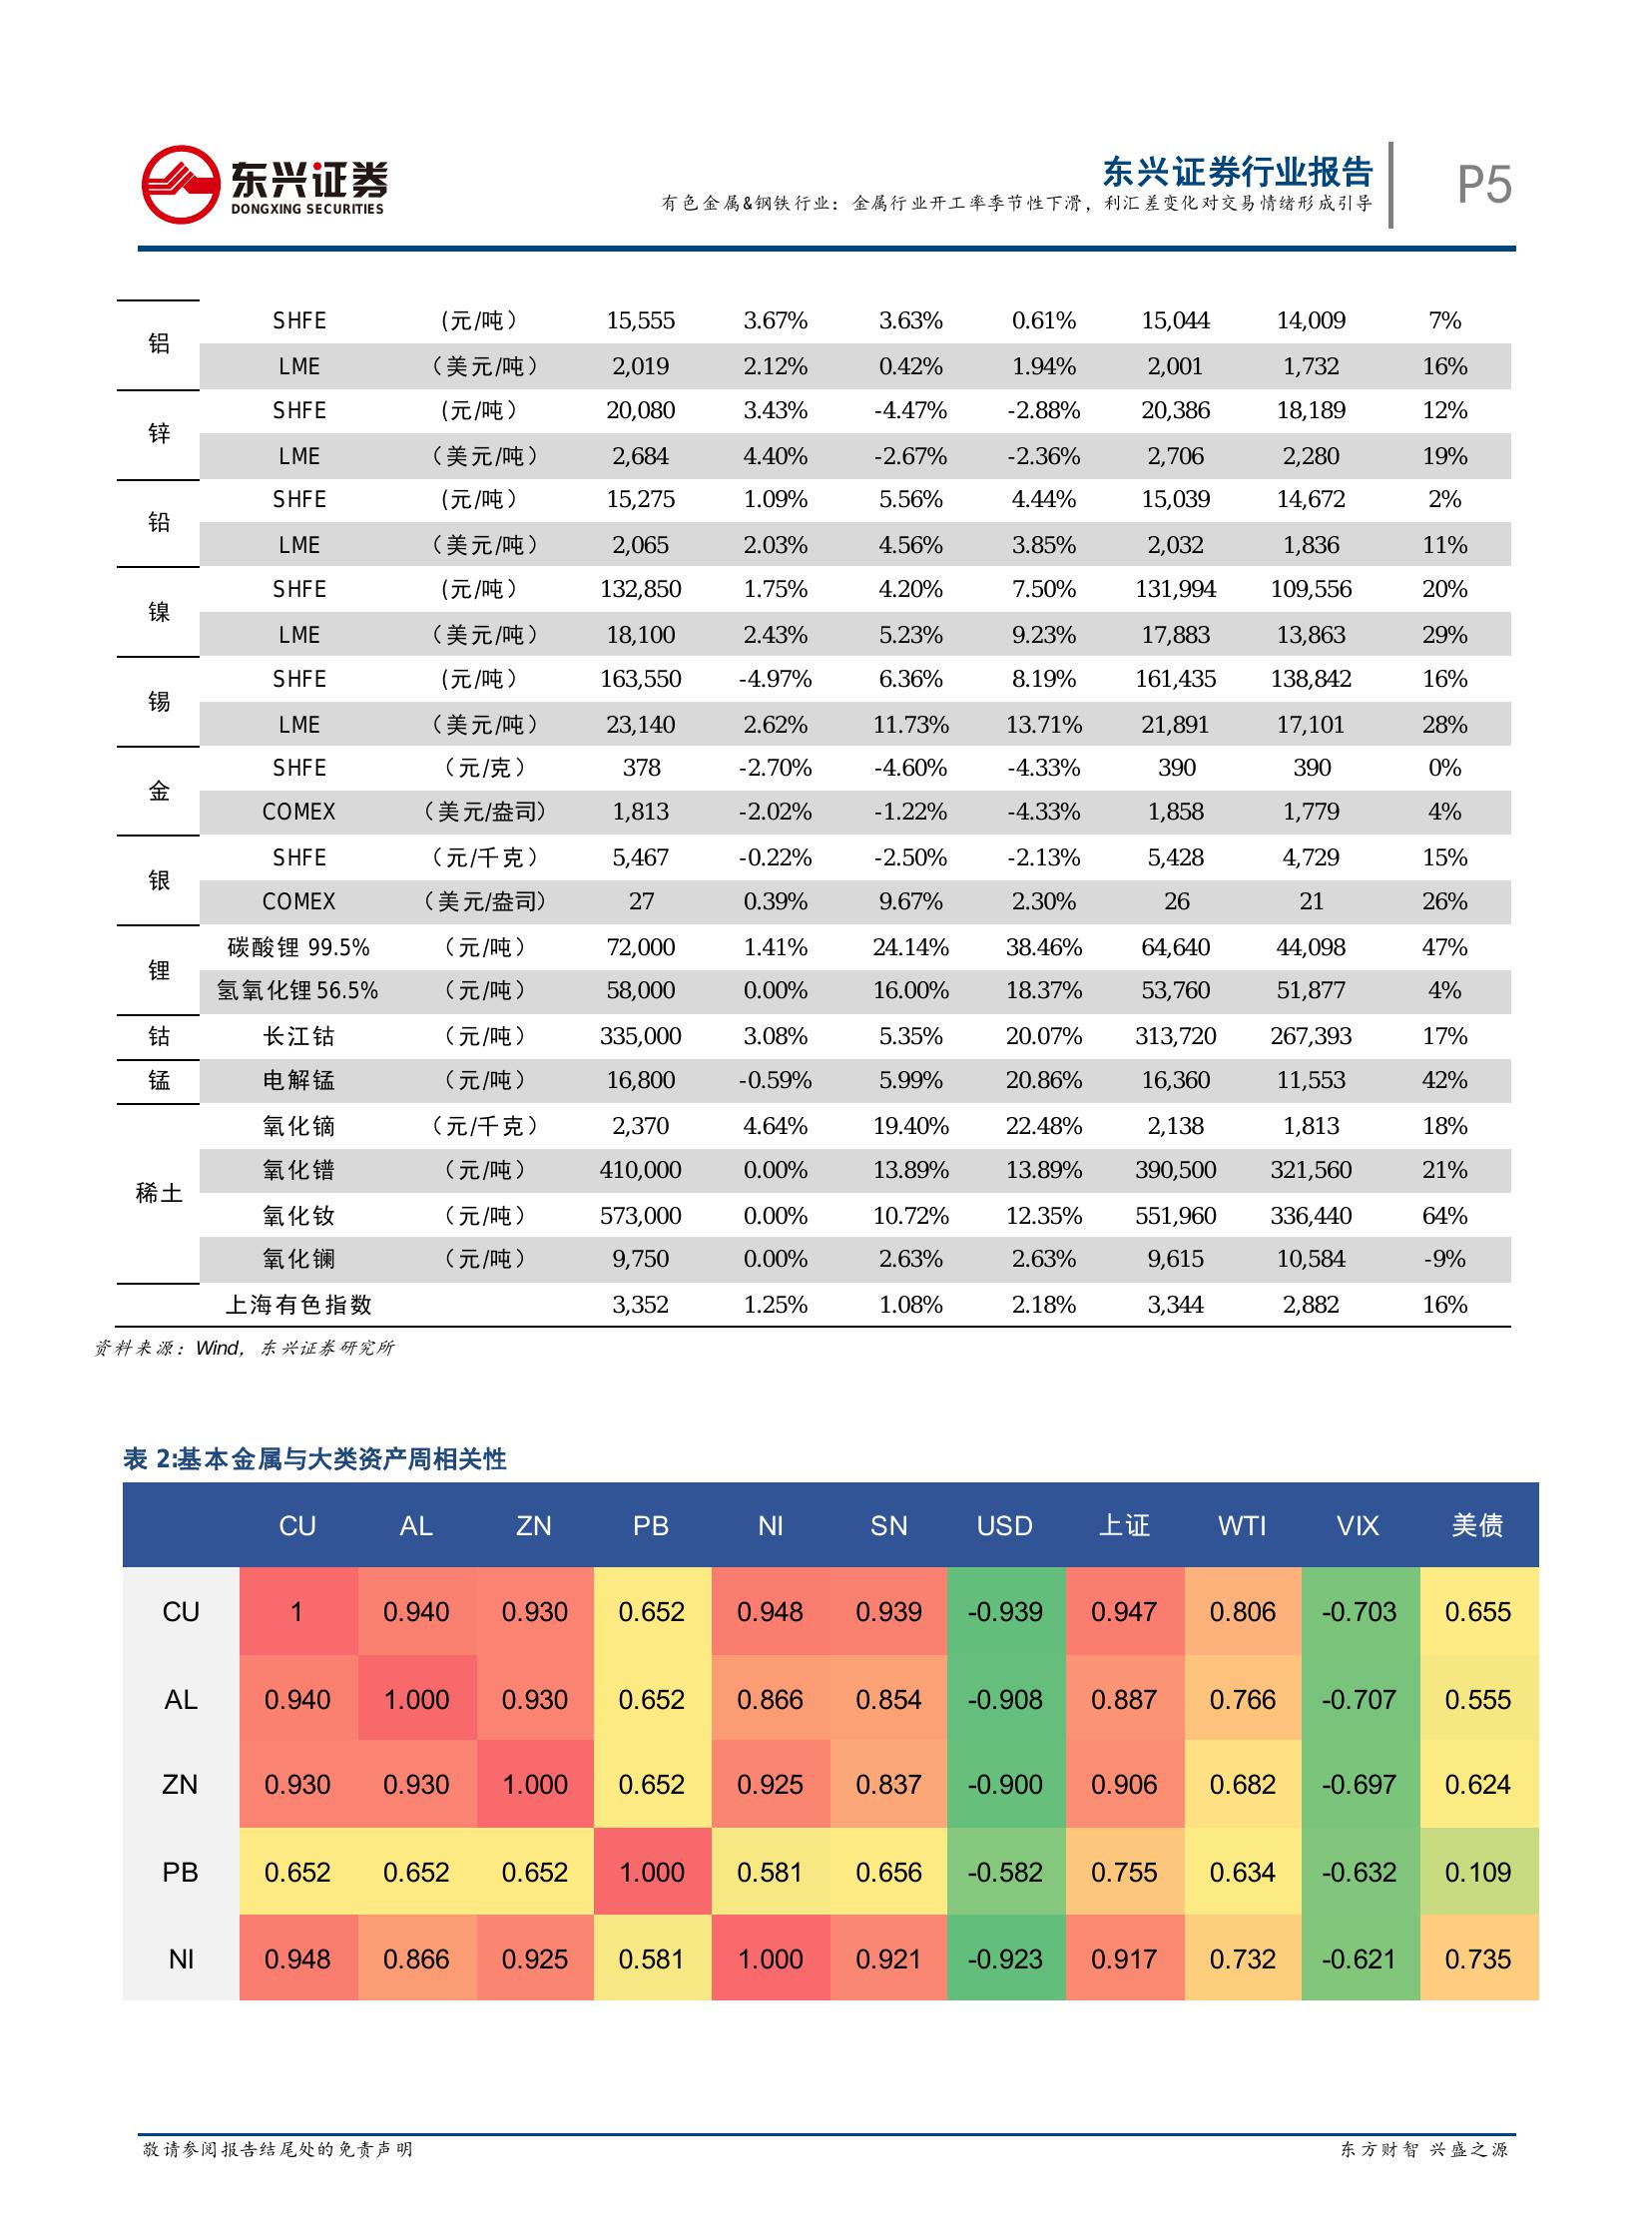 东兴证券
DONGXING SECURITIES
东兴证券行业报告
有色金属&钢铁行业：金属行业开工率季节性下滑，利汇差变化对交易情绪形成引导
P5
铝 SHFE （元/吨） 15,555 3.67% 3.63% 0.61% 15,044 14,009 7%
LME （美元/吨） 2,019 2.12% 0.42% 1.94% 2,001 1,732 16%
锌 SHFE （元/吨） 20,080 3.43% -4.47% -2.88% 20,386 18,189 12%
LME （美元/吨） 2,684 4.40% -2.67% -2.36% 2,706 2,280 19%
铅 SHFE （元/吨） 15,275 1.09% 5.56% 4.44% 15,039 14,672 2%
LME （美元/吨） 2,065 2.03% 4.56% 3.85% 2,032 1,836 11%
镍 SHFE （元/吨） 132,850 1.75% 4.20% 7.50% 131,994 109,556 20%
LME （美元/吨） 18,100 2.43% 5.23% 9.23% 17,883 13,863 29%
锡 SHFE （元/吨） 163,550 -4.97% 6.36% 8.19% 161,435 138,842 16%
LME （美元/吨） 23,140 2.62% 11.73% 13.71% 21,891 17,101 28%
金 SHFE （元/克） 378 -2.70% -4.60% -4.33% 390 390 0%
COMEX （美元/盎司） 1,813 -2.02% -1.22% -4.33% 1,858 1,779 4%
银 SHFE （元/千克） 5,467 -0.22% -2.50% -2.13% 5,428 4,729 15%
COMEX （美元/盎司） 27 0.39% 9.67% 2.30% 26 21 26%
锂 碳酸锂 99.5% （元/吨） 72,000 1.41% 24.14% 38.46% 64,640 44,098 47%
氢氧化锂 56.5% （元/吨） 58,000 0.00% 16.00% 18.37% 53,760 51,877 4%
钴 长江钴 （元/吨） 335,000 3.08% 5.35% 20.07% 313,720 267,393 17%
锰 电解锰 （元/吨） 16,800 -0.59% 5.99% 20.86% 16,360 11,553 42%
稀土 氧化镝 （元/千克） 2,370 4.64% 19.40% 22.48% 2,138 1,813 18%
氧化镨 （元/吨） 410,000 0.00% 13.89% 13.89% 390,500 321,560 21%
氧化钕 （元/吨） 573,000 0.00% 10.72% 12.35% 551,960 336,440 64%
氧化镧 （元/吨） 9,750 0.00% 2.63% 2.63% 9,615 10,584 -9%
上海有色指数 3,352 1.25% 1.08% 2.18% 3,344 2,882 16%
资料来源：Wind，东兴证券研究所
表 2:基本金属与大类资产周相关性
CU AL ZN PB NI SN USD 上证 WTI VIX 美债
CU 1 0.940 0.930 0.652 0.948 0.939 -0.939 0.947 0.806 -0.703 0.655
AL 0.940 1.000 0.930 0.652 0.866 0.854 -0.908 0.887 0.766 -0.707 0.555
ZN 0.930 0.930 1.000 0.652 0.925 0.837 -0.900 0.906 0.682 -0.697 0.624
PB 0.652 0.652 0.652 1.000 0.581 0.656 -0.582 0.755 0.634 -0.632 0.109
NI 0.948 0.866 0.925 0.581 1.000 0.921 -0.923 0.917 0.732 -0.621 0.735
敬请参阅报告结尾处的免责声明
东方财智 兴盛之源